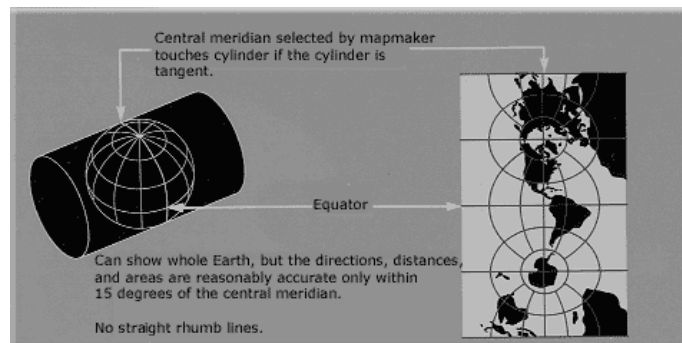 Central meridian selected by mapmaker
touches cylinder if the cylinder is
tangent.
Equator
Can show whole Earth, but the directions, distances,
and areas are reasonably accurate only within
15 degrees of the central meridian.
No straight rhumb lines.